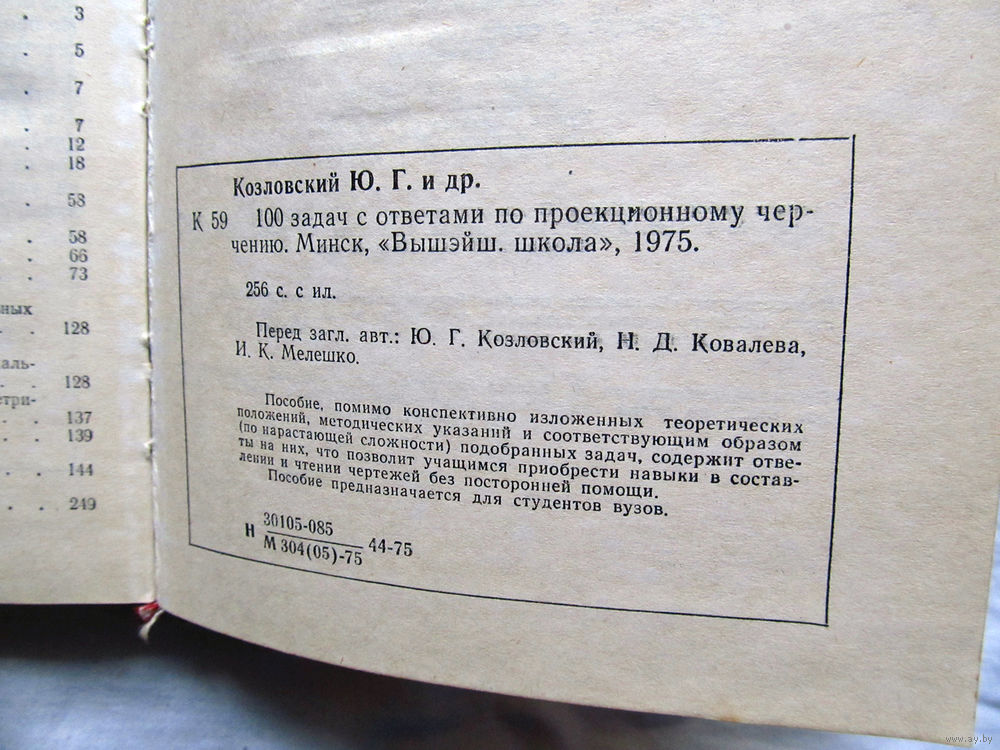 . 3
. 5
. 7
. 7
. 12
. 18
. 58
. 58
. 66
. 73
ных
. . 128
аль-
. . 128
етри-
. . 137
. . 139
. . 144
. . . 249
Козловский Ю. Г. и др.
К 59 100 задач с ответами по проекционному чер-
чению. Минск, «Вышэйш. школа», 1975.
256 с. с ил.
Перед загл. авт.: Ю. Г. Козловский, Н. Д. Ковалева,
И. К. Мелешко.
Пособие, помимо конспективно изложенных теоретических
положений, методических указаний и соответствующим образом
(по нарастающей сложности) подобранных задач, содержит отве-
ты на них, что позволит учащимся приобрести навыки в состав-
лении и чтении чертежей без посторонней помощи.
Пособие предназначается для студентов вузов.
Н 30105-085
М 304(05)-75 44-75
www.ay.by